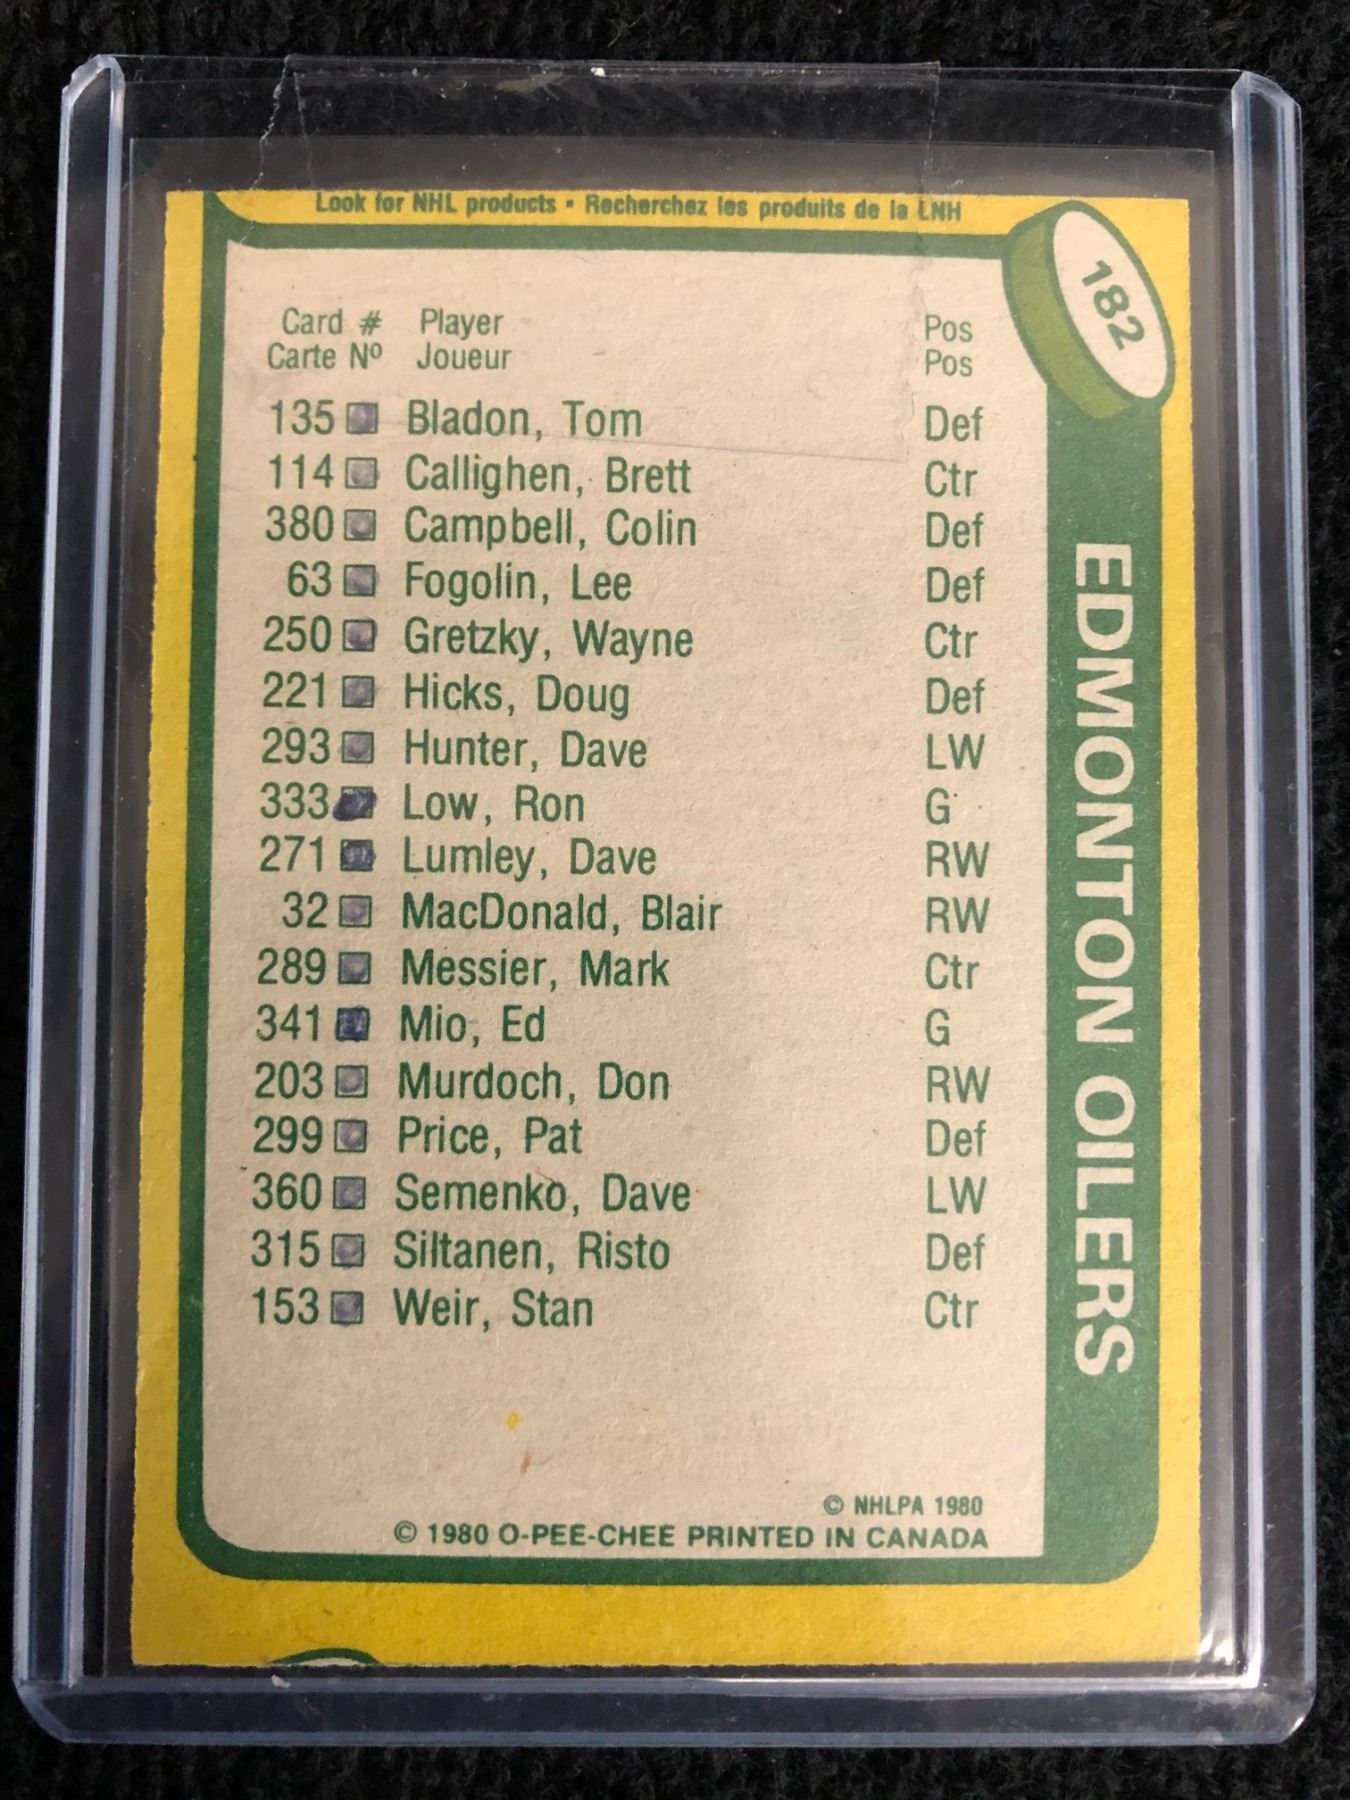 Look for NHL products • Recherchez les produits de la LNH
182
Card # Player Pos
Carte Nº Joueur Pos
135 Bladon, Tom Def
114 Callighen, Brett Ctr
380 Campbell, Colin Def
63 Fogolin, Lee Def
250 Gretzky, Wayne Ctr
221 Hicks, Doug Def
293 Hunter, Dave LW
333 Low, Ron G
271 Lumley, Dave RW
32 MacDonald, Blair RW
289 Messier, Mark Ctr
341 Mio, Ed G
203 Murdoch, Don RW
299 Price, Pat Def
360 Semenko, Dave LW
315 Siltanen, Risto Def
153 Weir, Stan Ctr
EDMONTON OILERS
© NHLPA 1980
© 1980 O-PEE-CHEE PRINTED IN CANADA